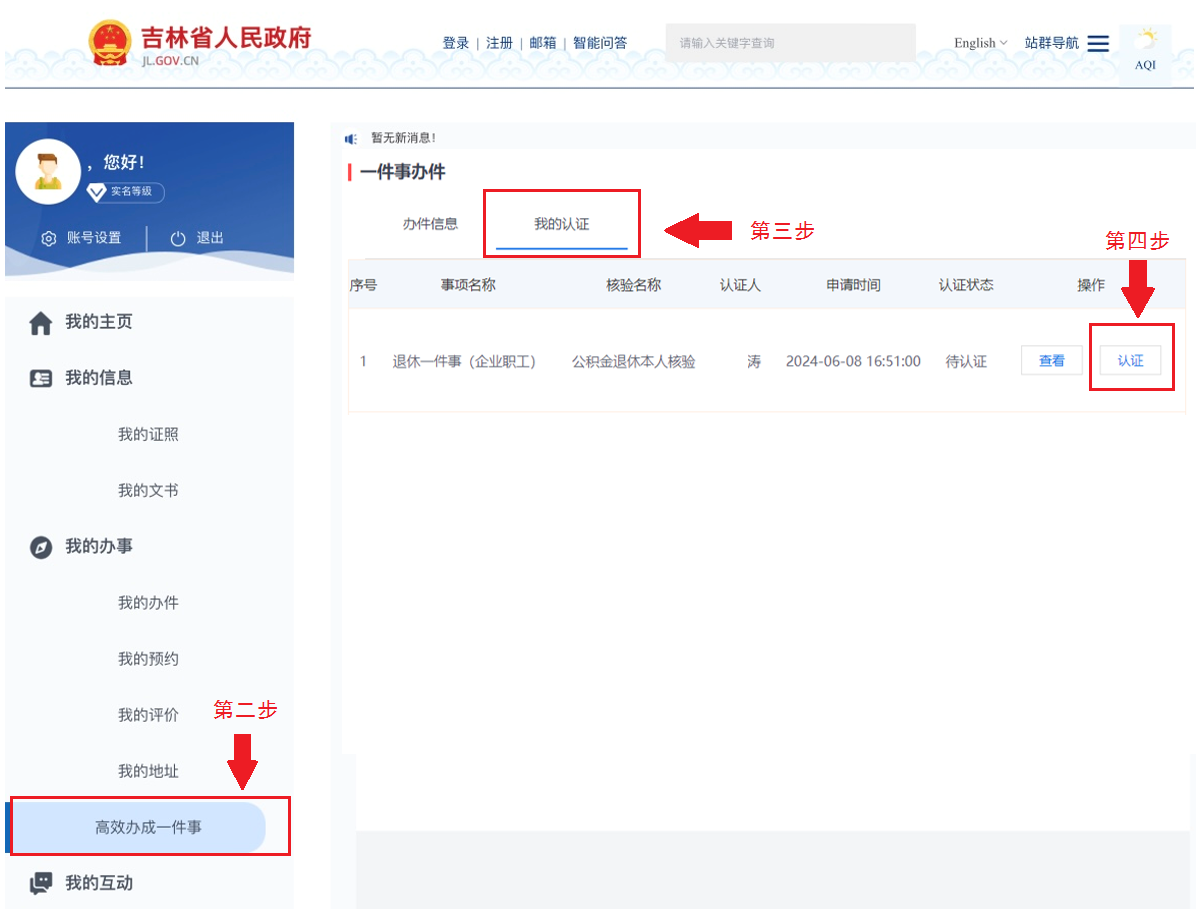 吉林省人民政府
JL.GOV.CN
登录 | 注册 | 邮箱 | 智能问答
请输入关键字查询
English
站群导航
AQI
，您好！
实名等级
账号设置
退出
我的主页
我的信息
我的证照
我的文书
我的办事
我的办件
我的预约
我的评价
我的地址
第二步
高效办成一件事
我的互动
暂无新消息！
一件事办件
办件信息
我的认证
第三步
第四步
序号 事项名称 核验名称 认证人 申请时间 认证状态 操作
1 退休一件事（企业职工） 公积金退休本人核验 涛 2024-06-08 16:51:00 待认证 查看 认证